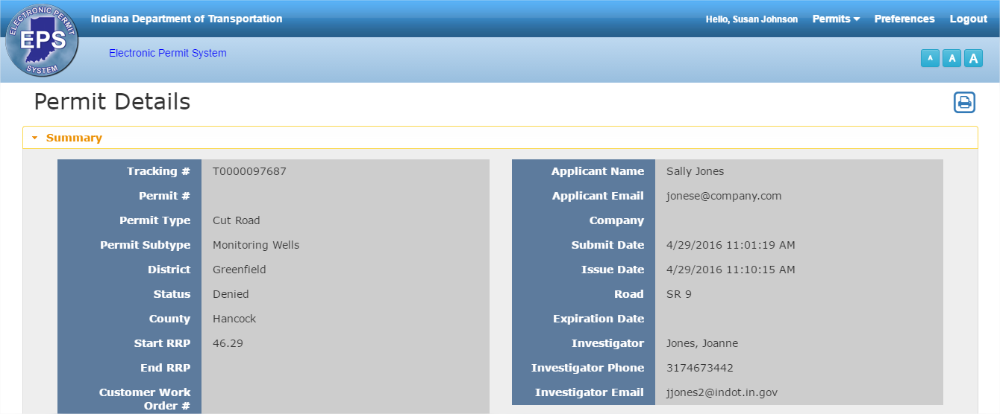 ELECTRONIC PERMIT
EPS
SYSTEM
Indiana Department of Transportation
Hello, Susan Johnson Permits Preferences Logout
Electronic Permit System
A A A
Permit Details
Summary
Tracking # T0000097687
Permit #
Permit Type Cut Road
Permit Subtype Monitoring Wells
District Greenfield
Status Denied
County Hancock
Start RRP 46.29
End RRP
Customer Work
Order #
Applicant Name Sally Jones
Applicant Email jonese@company.com
Company
Submit Date 4/29/2016 11:01:19 AM
Issue Date 4/29/2016 11:10:15 AM
Road SR 9
Expiration Date
Investigator Jones, Joanne
Investigator Phone 3174673442
Investigator Email jjones2@indot.in.gov